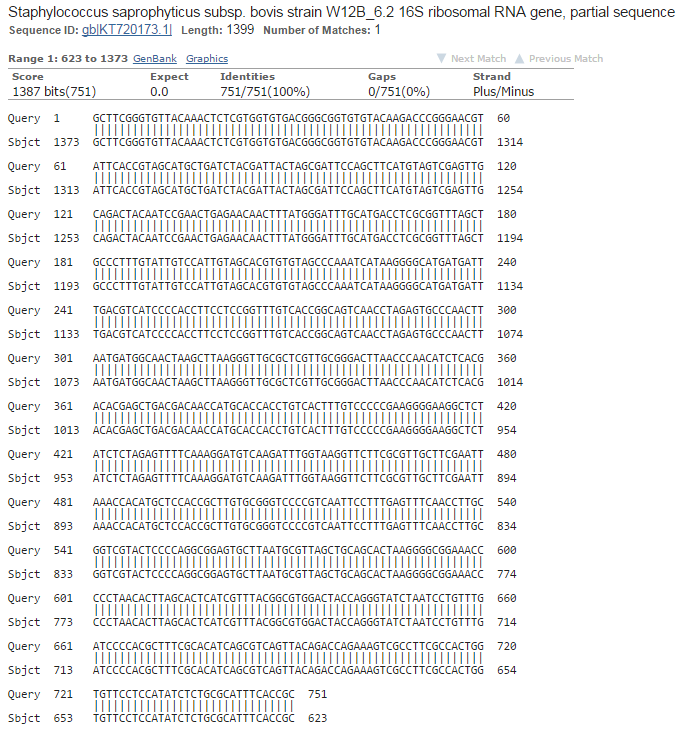 Staphylococcus saprophyticus subsp. bovis strain W12B_6.2 16S ribosomal RNA gene, partial sequence
Sequence ID: gb|KT720173.1| Length: 1399 Number of Matches: 1
Range 1: 623 to 1373 GenBank Graphics ▼ Next Match ▲ Previous Match
Score Expect Identities Gaps Strand
1387 bits(751) 0.0 751/751(100%) 0/751(0%) Plus/Minus
Query 1 GCTTCGGGTGTTACAAACTCTCGTGGTGTGACGGGCGGTGTGTACAAGACCCGGGAACGT 60
Sbjct 1373 GCTTCGGGTGTTACAAACTCTCGTGGTGTGACGGGCGGTGTGTACAAGACCCGGGAACGT 1314
Query 61 ATTCACCGTAGCATGCTGATCTACGATTACTAGCGATTCCAGCTTCATGTAGTCGAGTTG 120
Sbjct 1313 ATTCACCGTAGCATGCTGATCTACGATTACTAGCGATTCCAGCTTCATGTAGTCGAGTTG 1254
Query 121 CAGACTACAATCCGAACTGAGAACAACTTTATGGGATTTGCATGACCTCGCGGTTTAGCT 180
Sbjct 1253 CAGACTACAATCCGAACTGAGAACAACTTTATGGGATTTGCATGACCTCGCGGTTTAGCT 1194
Query 181 GCCCTTTGTATTGTCCATTGTAGCACGTGTGTAGCCCAAATCATAAGGGGCATGATGATT 240
Sbjct 1193 GCCCTTTGTATTGTCCATTGTAGCACGTGTGTAGCCCAAATCATAAGGGGCATGATGATT 1134
Query 241 TGACGTCATCCCCACCTTCCTCCGGTTTGTCACCGGCAGTCAACCTAGAGTGCCCAACTT 300
Sbjct 1133 TGACGTCATCCCCACCTTCCTCCGGTTTGTCACCGGCAGTCAACCTAGAGTGCCCAACTT 1074
Query 301 AATGATGGCAACTAAGCTTAAGGGTTGCGCTCGTTGCGGGACTTAACCCAACATCTCACG 360
Sbjct 1073 AATGATGGCAACTAAGCTTAAGGGTTGCGCTCGTTGCGGGACTTAACCCAACATCTCACG 1014
Query 361 ACACGAGCTGACGACAACCATGCACCACCTGTCACTTTGTCCCCCGAAGGGGAAGGCTCT 420
Sbjct 1013 ACACGAGCTGACGACAACCATGCACCACCTGTCACTTTGTCCCCCGAAGGGGAAGGCTCT 954
Query 421 ATCTCTAGAGTTTTCAAAGGATGTCAAGATTTGGTAAGGTTCTTCGCGTTGCTTCGAATT 480
Sbjct 953 ATCTCTAGAGTTTTCAAAGGATGTCAAGATTTGGTAAGGTTCTTCGCGTTGCTTCGAATT 894
Query 481 AAACCACATGCTCCACCGCTTGTGCGGGTCCCCGTCAATTCCTTTGAGTTTCAACCTTGC 540
Sbjct 893 AAACCACATGCTCCACCGCTTGTGCGGGTCCCCGTCAATTCCTTTGAGTTTCAACCTTGC 834
Query 541 GGTCGTACTCCCCAGGCGGAGTGCTTAATGCGTTAGCTGCAGCACTAAGGGGCGGAAACC 600
Sbjct 833 GGTCGTACTCCCCAGGCGGAGTGCTTAATGCGTTAGCTGCAGCACTAAGGGGCGGAAACC 774
Query 601 CCCTAACACTTAGCACTCATCGTTTACGGCGTGGACTACCAGGGTATCTAATCCTGTTTG 660
Sbjct 773 CCCTAACACTTAGCACTCATCGTTTACGGCGTGGACTACCAGGGTATCTAATCCTGTTTG 714
Query 661 ATCCCCACGCTTTCGCACATCAGCGTCAGTTACAGACCAGAAAGTCGCCTTCGCCACTGG 720
Sbjct 713 ATCCCCACGCTTTCGCACATCAGCGTCAGTTACAGACCAGAAAGTCGCCTTCGCCACTGG 654
Query 721 TGTTCCTCCATATCTCTGCGCATTTCACCGC 751
Sbjct 653 TGTTCCTCCATATCTCTGCGCATTTCACCGC 623